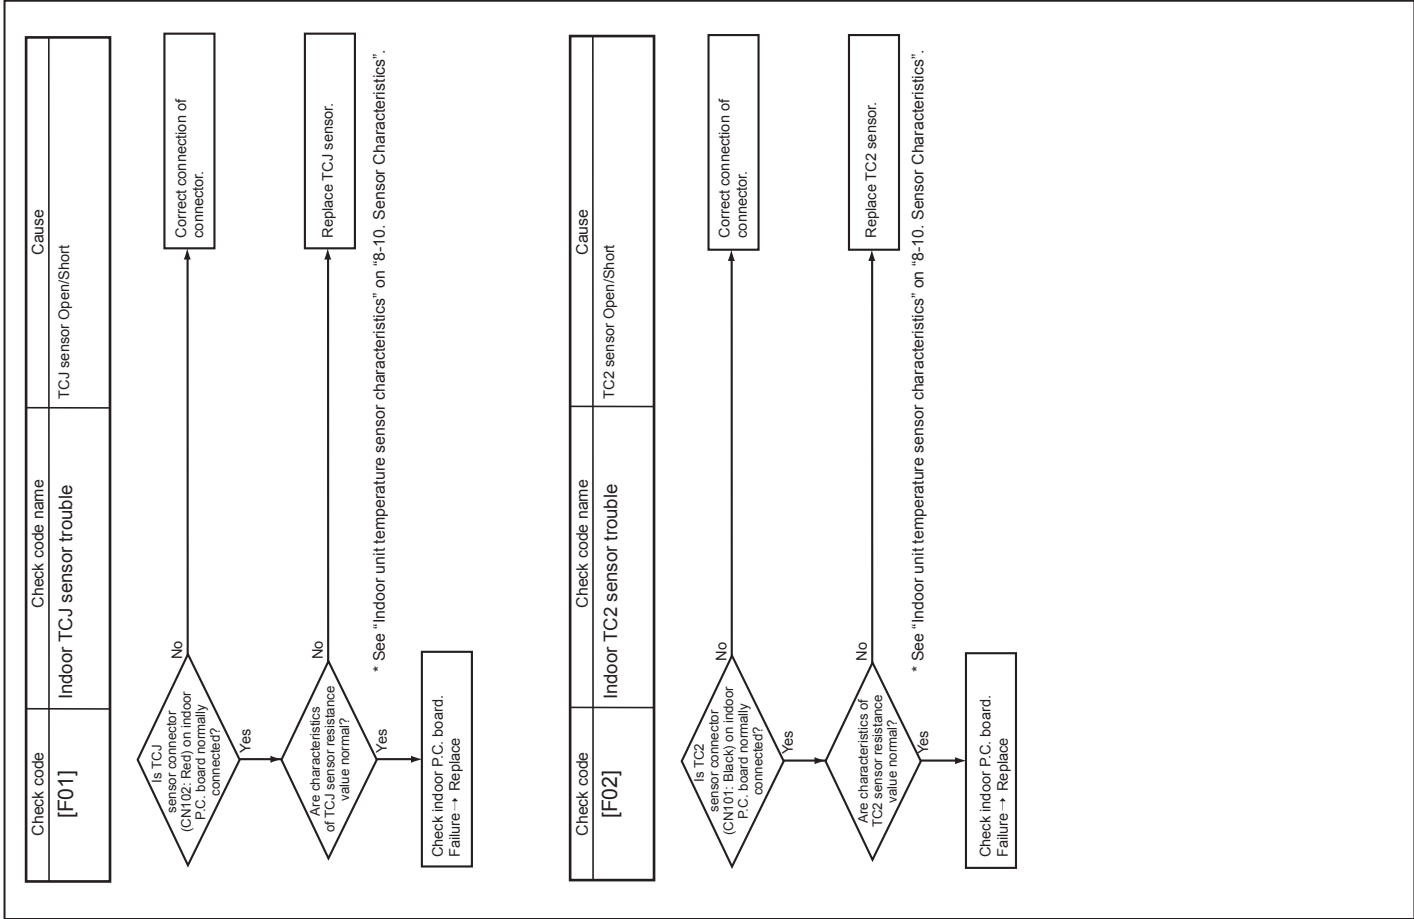 Check code
Check code name
Cause
[F01]
Indoor TCJ sensor trouble
TCJ sensor Open/Short
Is TCJ
sensor connector
(CN102: Red) on indoor
P.C. board normally
connected?
No
Correct connection of
connector.
Yes
Are characteristics
of TCJ sensor resistance
value normal?
No
Replace TCJ sensor.
Yes
* See “Indoor unit temperature sensor characteristics” on “8-10. Sensor Characteristics”.
Check indoor P.C. board.
Failure→ Replace
Check code
Check code name
Cause
[F02]
Indoor TC2 sensor trouble
TC2 sensor Open/Short
Is TC2
sensor connector
(CN101: Black) on indoor
P.C. board normally
connected?
No
Correct connection of
connector.
Yes
Are characteristics of
TC2 sensor resistance
value normal?
No
Replace TC2 sensor.
Yes
* See “Indoor unit temperature sensor characteristics” on “8-10. Sensor Characteristics”.
Check indoor P.C. board.
Failure→ Replace